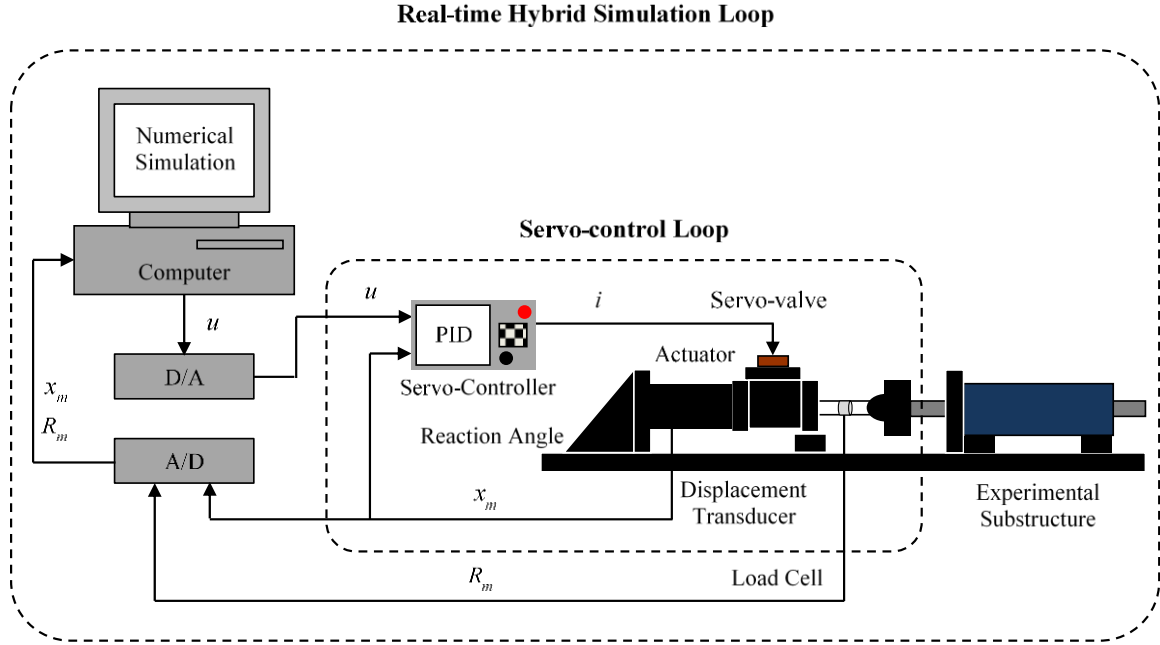 Real-time Hybrid Simulation Loop
Numerical
Simulation
Servo-control Loop
Computer
u
i
Servo-valve
u
PID
Actuator
D/A
Servo-Controller
x_m
R_m
Reaction Angle
A/D
x_m
Displacement
Transducer
Experimental
Substructure
R_m
Load Cell